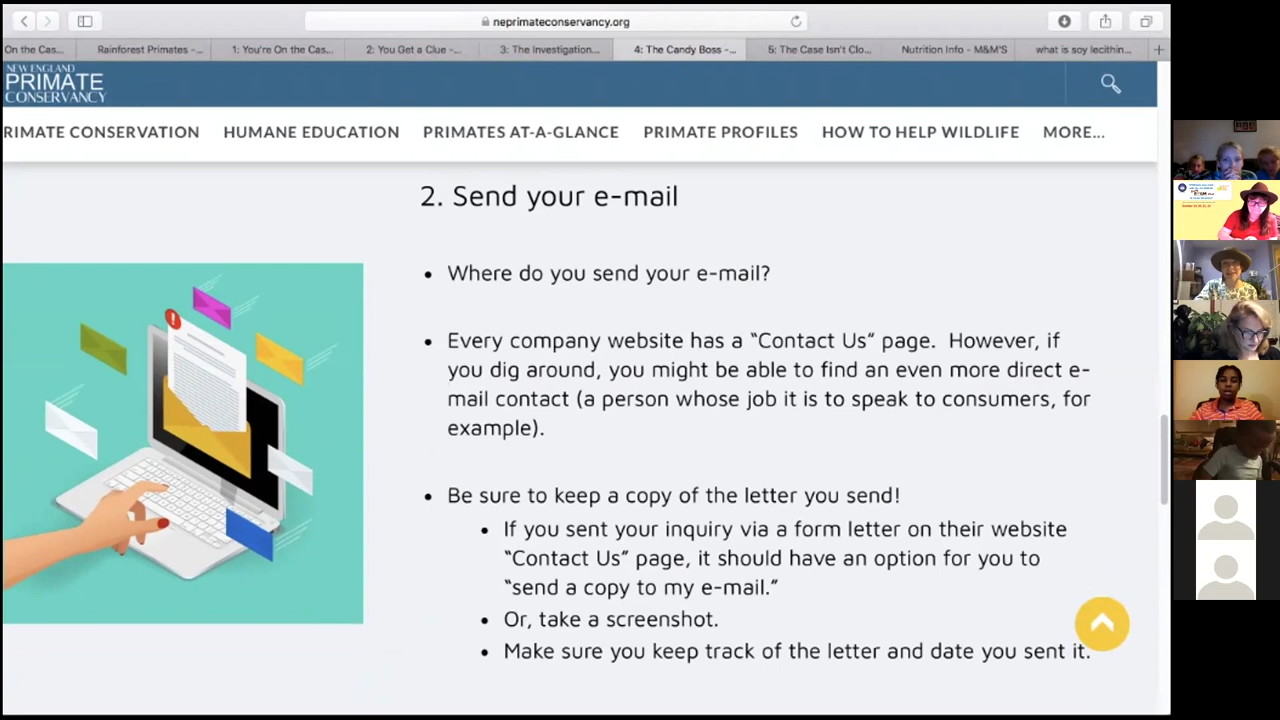 neprimateconservancy.org
On the Cas...
Rainforest Primates -...
1: You're On the Cas...
2: You Get a Clue -...
3: The Investigation...
4: The Candy Boss -...
5: The Case Isn't Clo...
Nutrition Info - M&M'S
what is soy lecithin...
NEW ENGLAND
PRIMATE
CONSERVANCY
RIMATE CONSERVATION
HUMANE EDUCATION
PRIMATES AT-A-GLANCE
PRIMATE PROFILES
HOW TO HELP WILDLIFE
MORE...
2. Send your e-mail
• Where do you send your e-mail?
• Every company website has a “Contact Us” page. However, if
you dig around, you might be able to find an even more direct e-
mail contact (a person whose job it is to speak to consumers, for
example).
• Be sure to keep a copy of the letter you send!
• If you sent your inquiry via a form letter on their website
“Contact Us” page, it should have an option for you to
“send a copy to my e-mail.”
• Or, take a screenshot.
• Make sure you keep track of the letter and date you sent it.